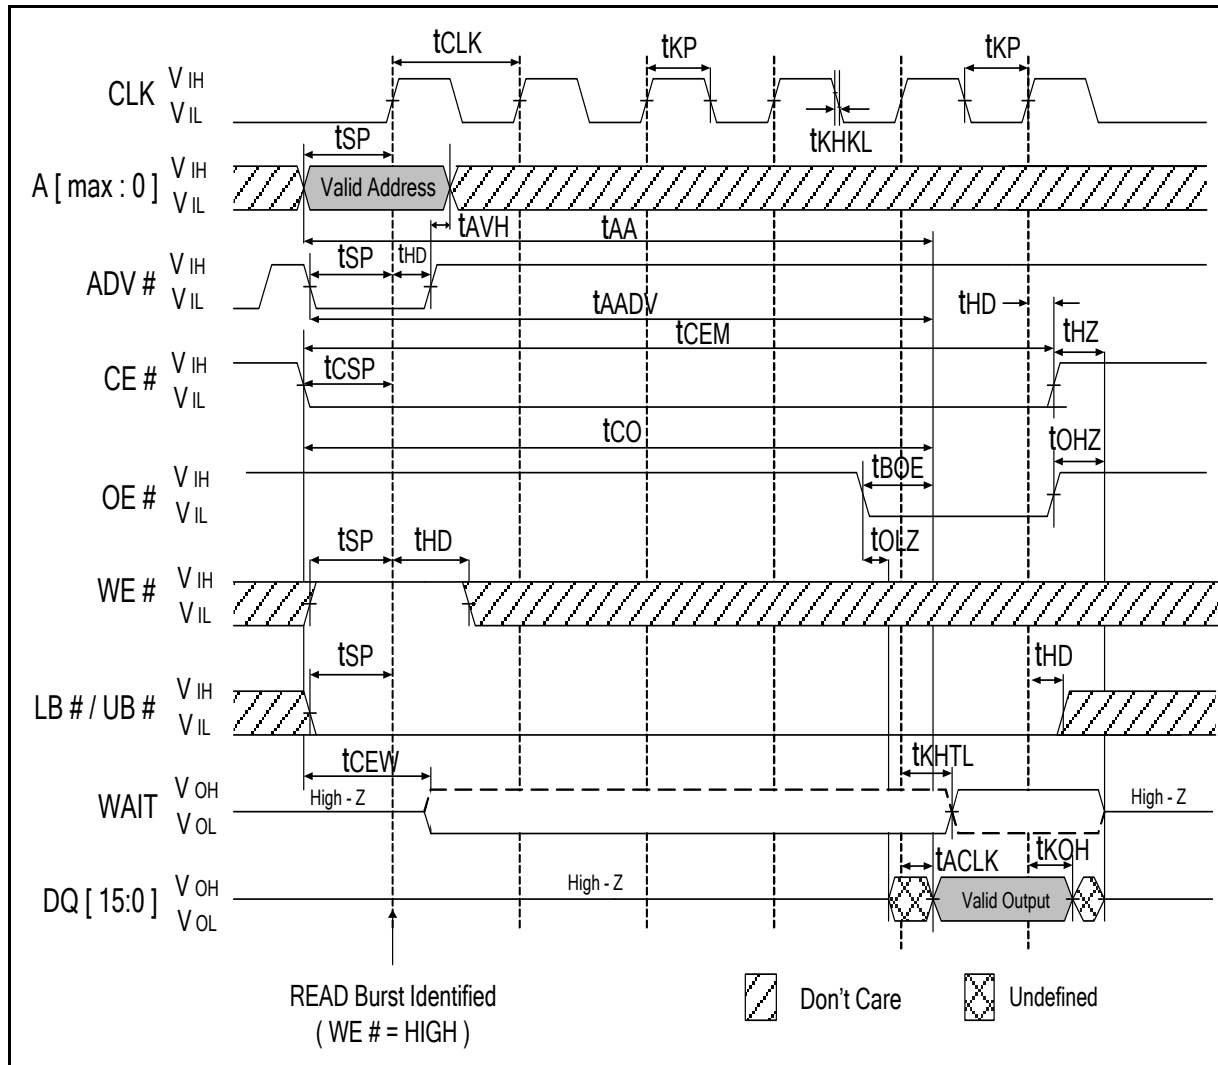 tCLK
tKP
tKP
CLK
V IH
V IL
tKHKL
tSP
A [ max : 0 ]
V IH
V IL
Valid Address
tAVH
tAA
ADV #
V IH
V IL
tSP
tHD
tAADV
tHD
tCEM
tHZ
CE #
V IH
V IL
tCSP
tCO
tOHZ
OE #
V IH
V IL
tBOE
tOLZ
tSP
tHD
WE #
V IH
V IL
tSP
tHD
LB # / UB #
V IH
V IL
tCEW
tKHTL
WAIT
V OH
V OL
High - Z
High - Z
tACLK
tKOH
DQ [ 15:0 ]
V OH
V OL
High - Z
Valid Output
READ Burst Identified
( WE # = HIGH )
Don't Care
Undefined